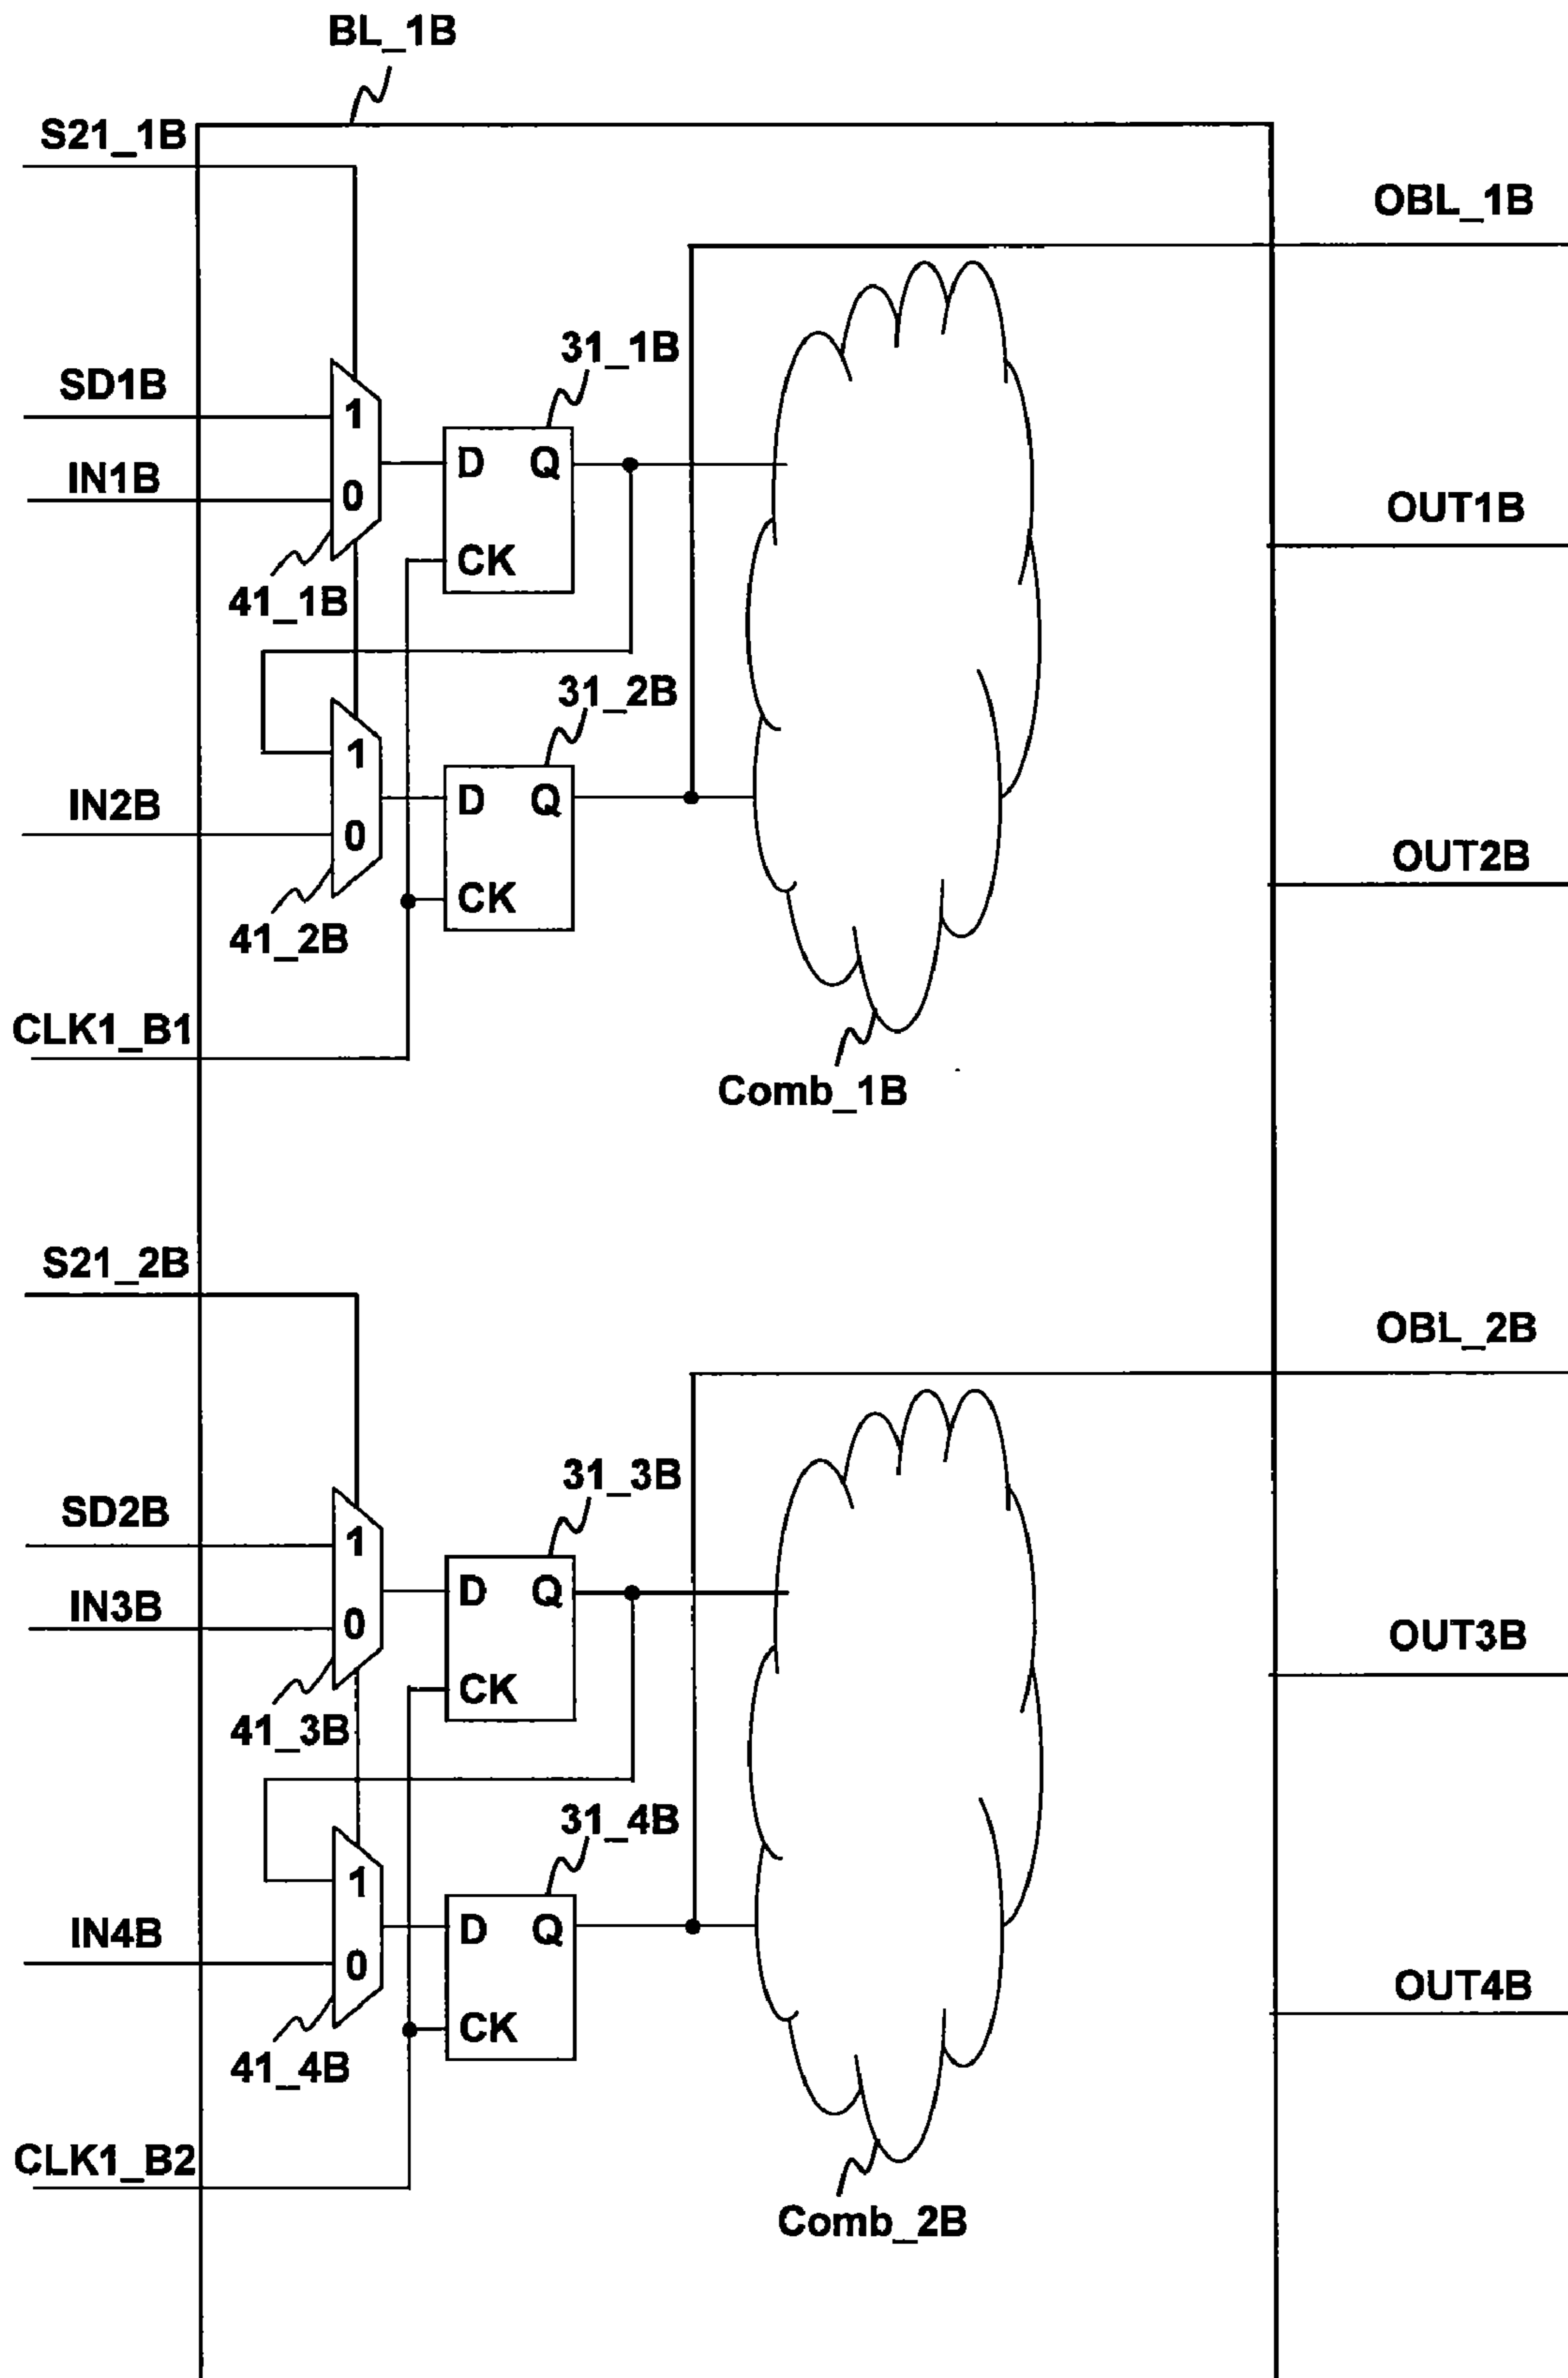 BL_1B
S21_1B
OBL_1B
31_1B
SD1B
1
D Q
IN1B
0
OUT1B
CK
41_1B
31_2B
1
D Q
IN2B
0
OUT2B
CK
41_2B
CLK1_B1
Comb_1B
S21_2B
OBL_2B
31_3B
SD2B
1
D Q
IN3B
0
OUT3B
CK
41_3B
31_4B
1
D Q
IN4B
0
OUT4B
CK
41_4B
CLK1_B2
Comb_2B